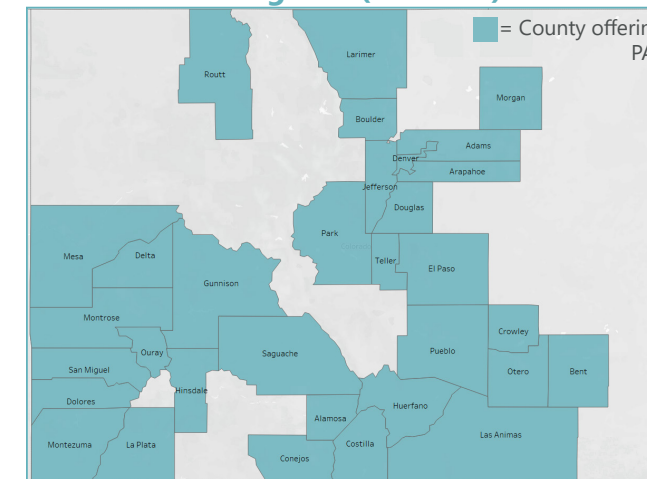 = County offering
PA
Larimer
Routt
Morgan
Boulder
Adams
Denver
Arapahoe
Jefferson
Douglas
Park
Mesa
Delta
Teller
El Paso
Gunnison
Montrose
Crowley
Ouray
Saguache
Pueblo
San Miguel
Otero
Bent
Hinsdale
Dolores
Huerfano
Alamosa
Las Animas
Montezuma
La Plata
Costilla
Conejos